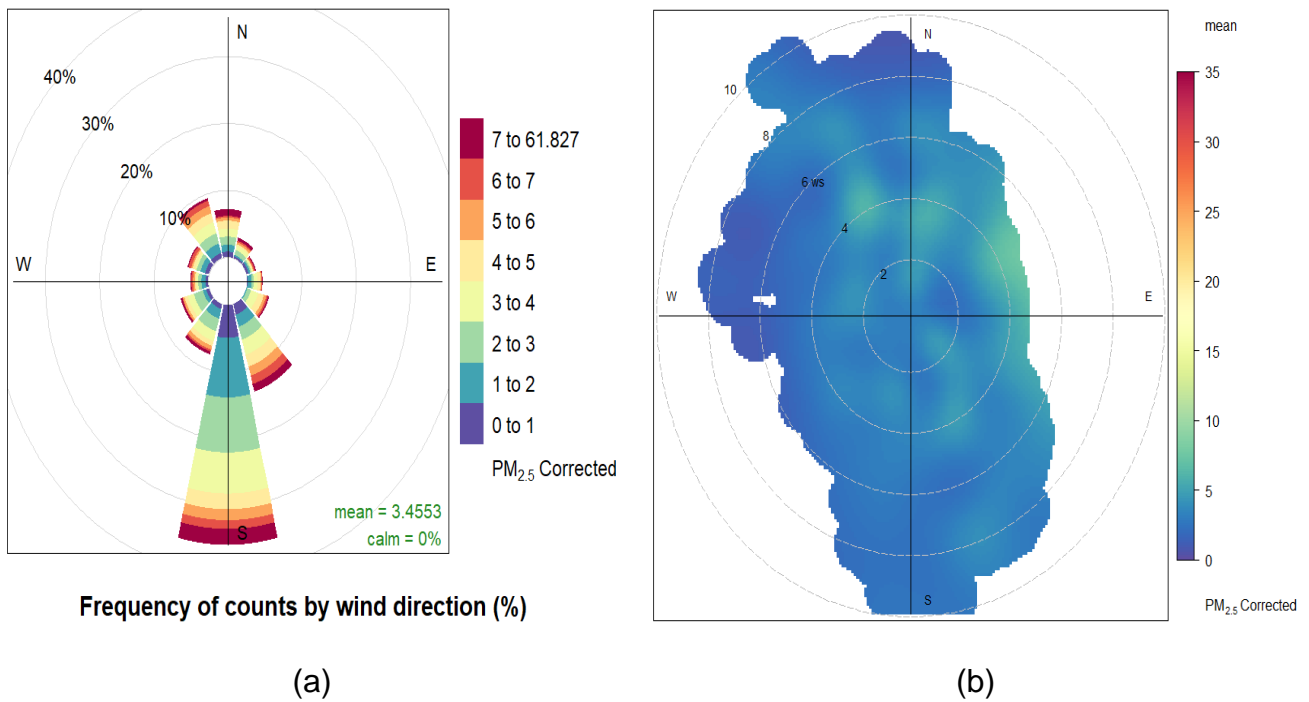 N
40%
30%
20%
10%
W
E
S
mean = 3.4553
calm = 0%
7 to 61.827
6 to 7
5 to 6
4 to 5
3 to 4
2 to 3
1 to 2
0 to 1
PM2.5 Corrected
Frequency of counts by wind direction (%)
(a)
N
10
8
6 ws
4
2
W
E
S
mean
35
30
25
20
15
10
5
0
PM2.5 Corrected
(b)